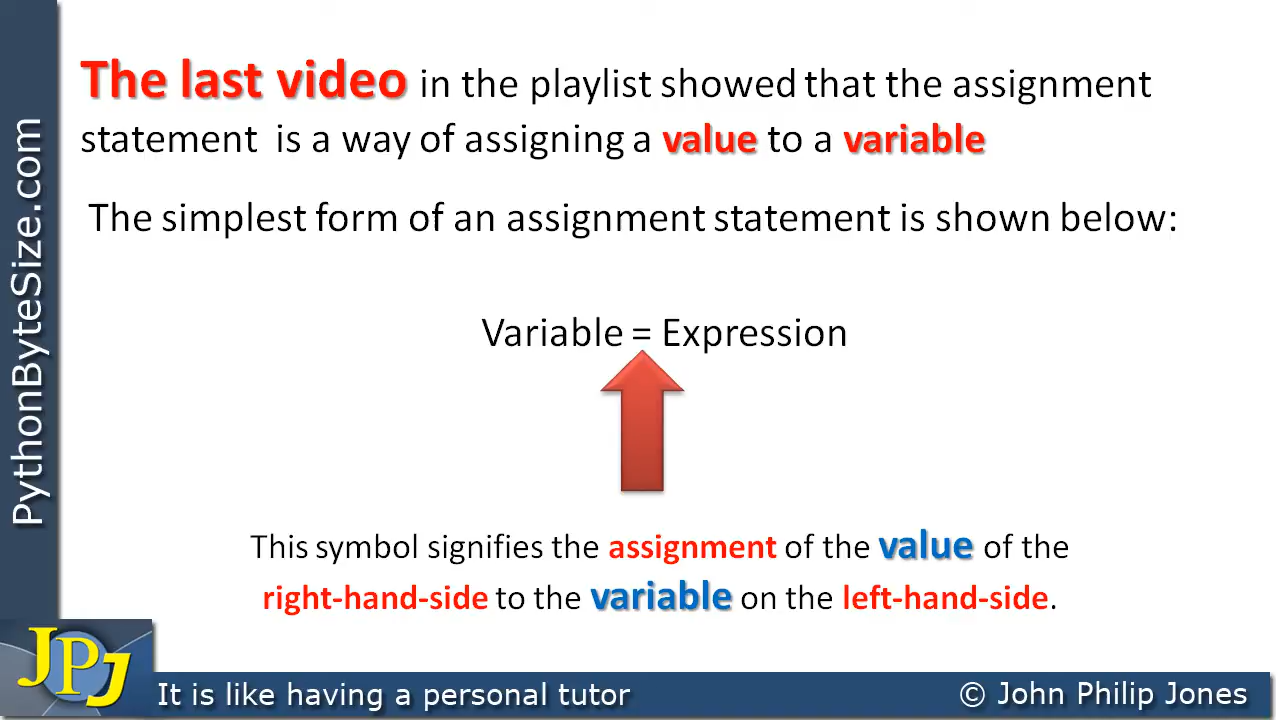 The last video in the playlist showed that the assignment
statement is a way of assigning a value to a variable
The simplest form of an assignment statement is shown below:
Variable = Expression
This symbol signifies the assignment of the value of the
right-hand-side to the variable on the left-hand-side.
PythonByteSize.com
JPJ
It is like having a personal tutor
© John Philip Jones